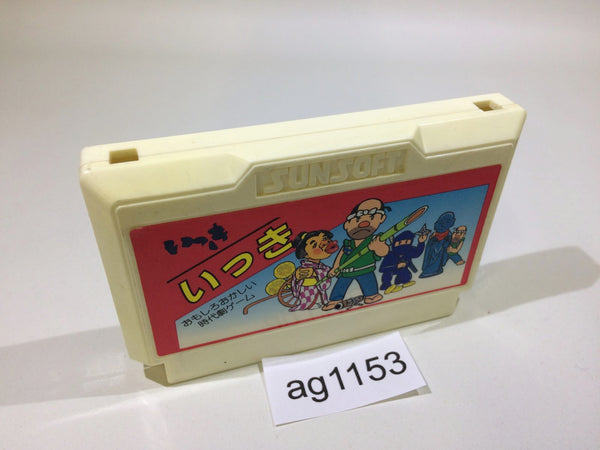 SUNSOFT
いっき
いっき
おもしろおかしい
時代劇ゲーム
ag1153